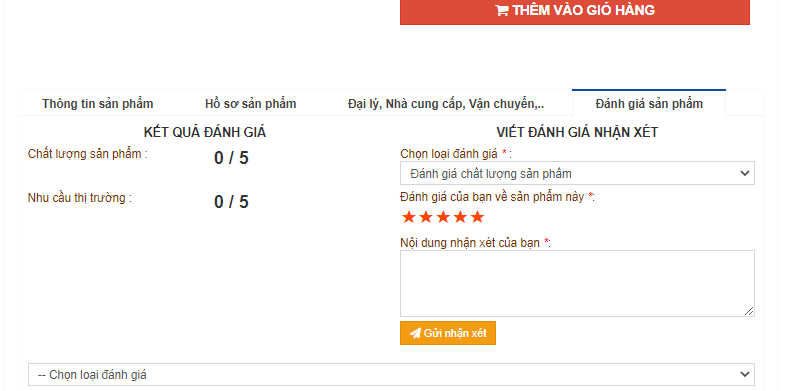 THÊM VÀO GIỎ HÀNG
Thông tin sản phẩm
Hồ sơ sản phẩm
Đại lý, Nhà cung cấp, Vận chuyển,..
Đánh giá sản phẩm
KẾT QUẢ ĐÁNH GIÁ
Chất lượng sản phẩm :
0 / 5
Nhu cầu thị trường :
0 / 5
VIẾT ĐÁNH GIÁ NHẬN XÉT
Chọn loại đánh giá * :
Đánh giá chất lượng sản phẩm
Đánh giá của bạn về sản phẩm này *:
Nội dung nhận xét của bạn *:
Gửi nhận xét
-- Chọn loại đánh giá